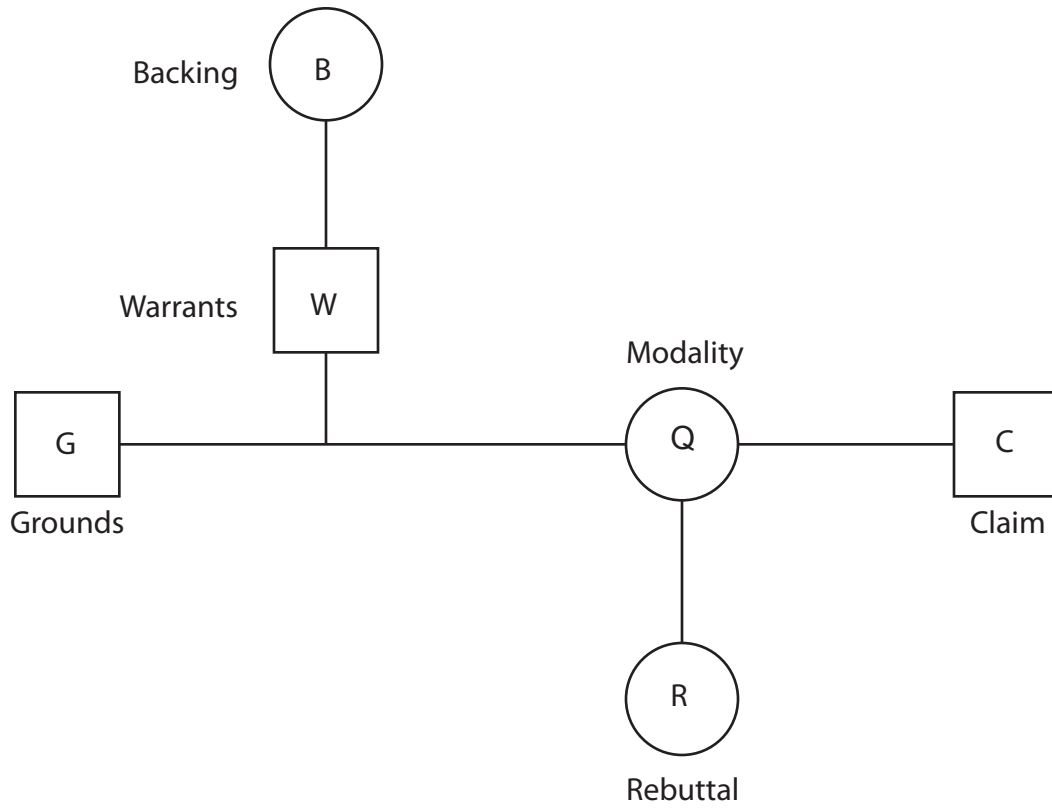 Backing
B
Warrants
W
Modality
G
Q
C
Grounds
Claim
R
Rebuttal